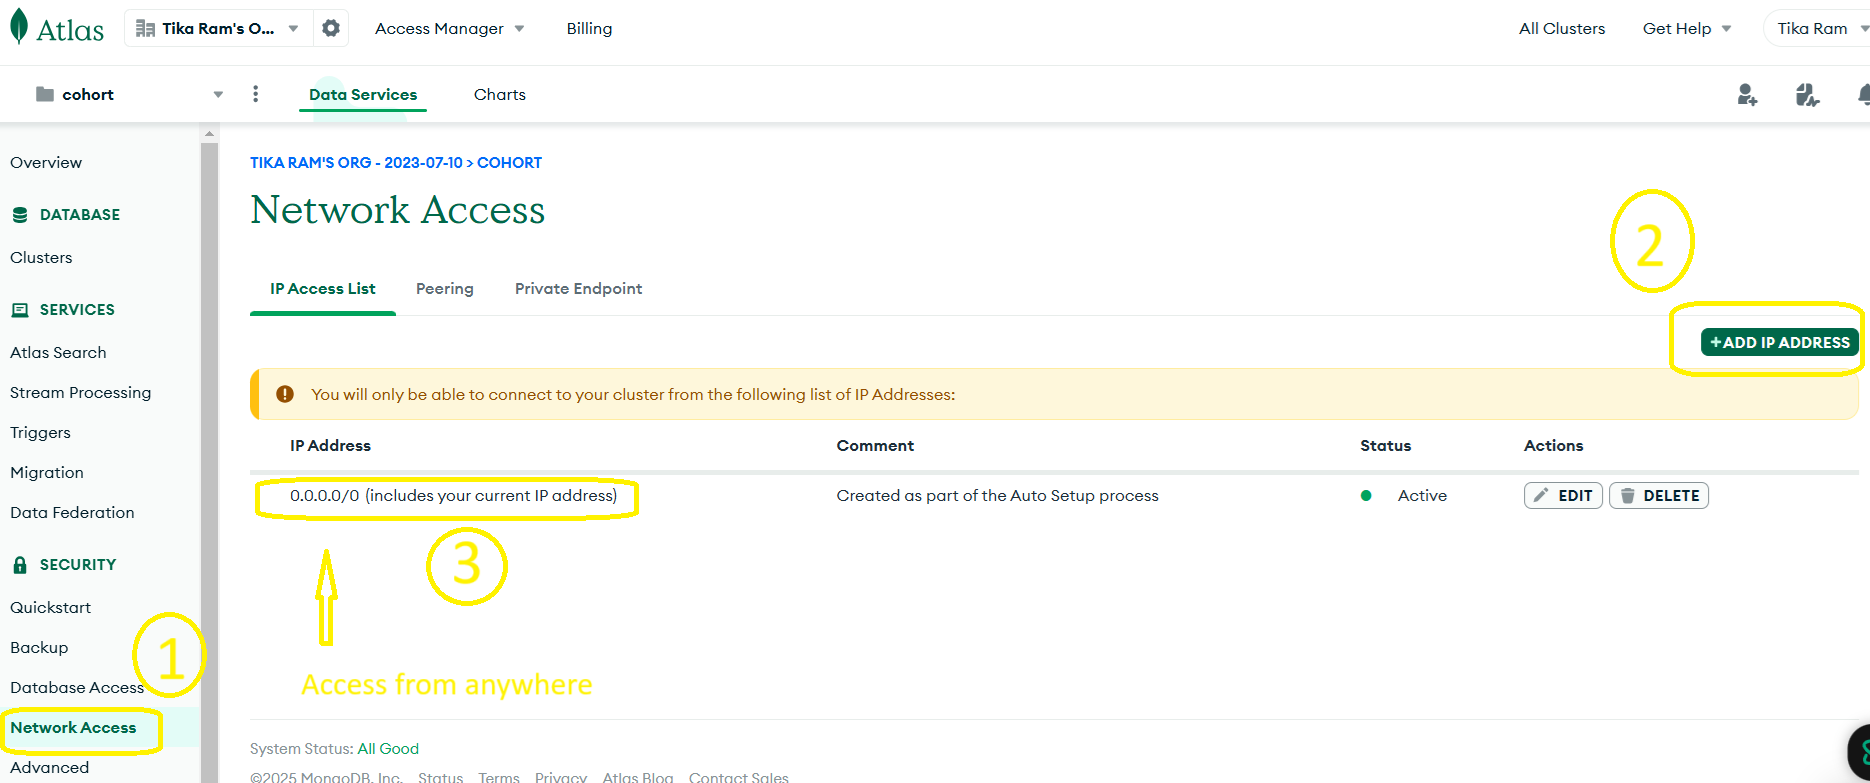 Atlas
Tika Ram's O...
Access Manager
Billing
All Clusters
Get Help
Tika Ram
cohort
Data Services
Charts
Overview
DATABASE
Clusters
SERVICES
Atlas Search
Stream Processing
Triggers
Migration
Data Federation
SECURITY
Quickstart
Backup
Database Access
Network Access
Advanced
1
TIKA RAM'S ORG - 2023-07-10 > COHORT
Network Access
2
IP Access List
Peering
Private Endpoint
+ADD IP ADDRESS
You will only be able to connect to your cluster from the following list of IP Addresses:
IP Address Comment Status Actions
0.0.0.0/0 (includes your current IP address) Created as part of the Auto Setup process Active EDIT DELETE
3
Access from anywhere
System Status: All Good
©2025 MongoDB, Inc. Status Terms Privacy Atlas Blog Contact Sales